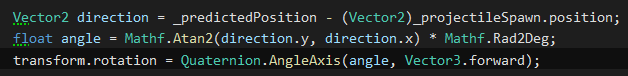 Vector2 direction = _predictedPosition - (Vector2)_projectileSpawn.position;
float angle = Mathf.Atan2(direction.y, direction.x) * Mathf.Rad2Deg;
transform.rotation = Quaternion.AngleAxis(angle, Vector3.forward);